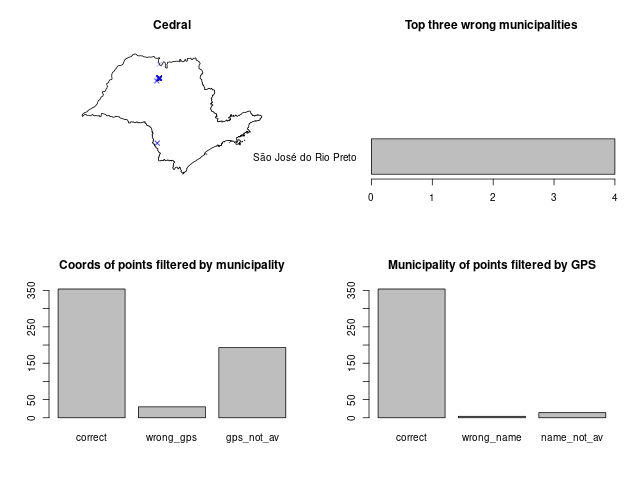 Cedral
Top three wrong municipalities
São José do Rio Preto
0 1 2 3 4
Coords of points filtered by municipality
350
250
150
50
0
correct wrong_gps gps_not_av
Municipality of points filtered by GPS
350
250
150
50
0
correct wrong_name name_not_av